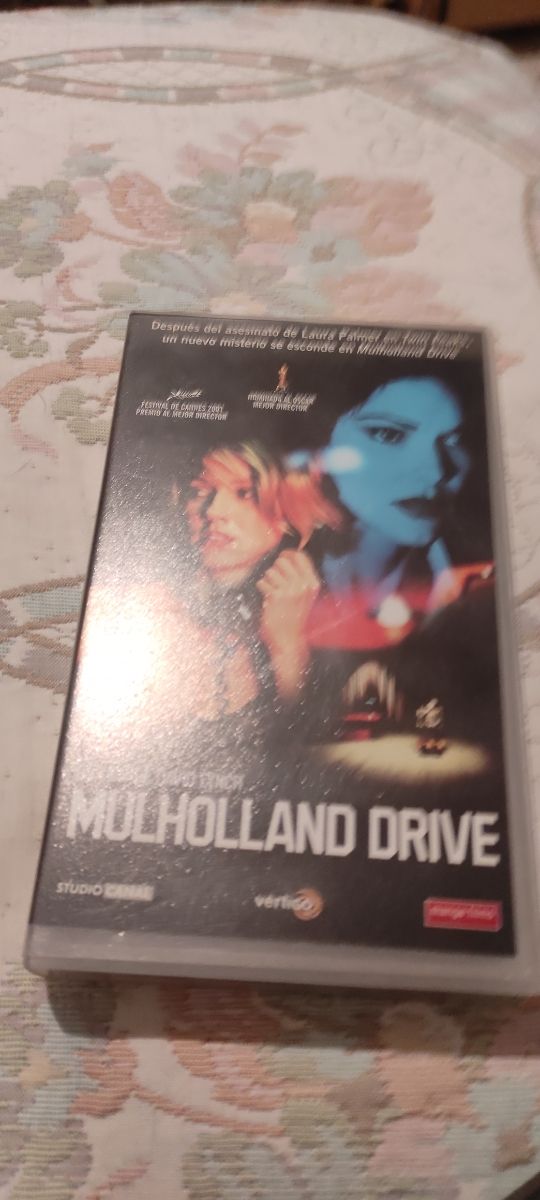 Después del asesinato de Laura Palmer en Twin Peaks,
un nuevo misterio se esconde en Mulholland Drive
FESTIVAL DE CANNES 2001
PREMIO AL MEJOR DIRECTOR
NOMINADA AL OSCAR
MEJOR DIRECTOR
DAVID LYNCH
MULHOLLAND DRIVE
STUDIO CANAL
vértigo